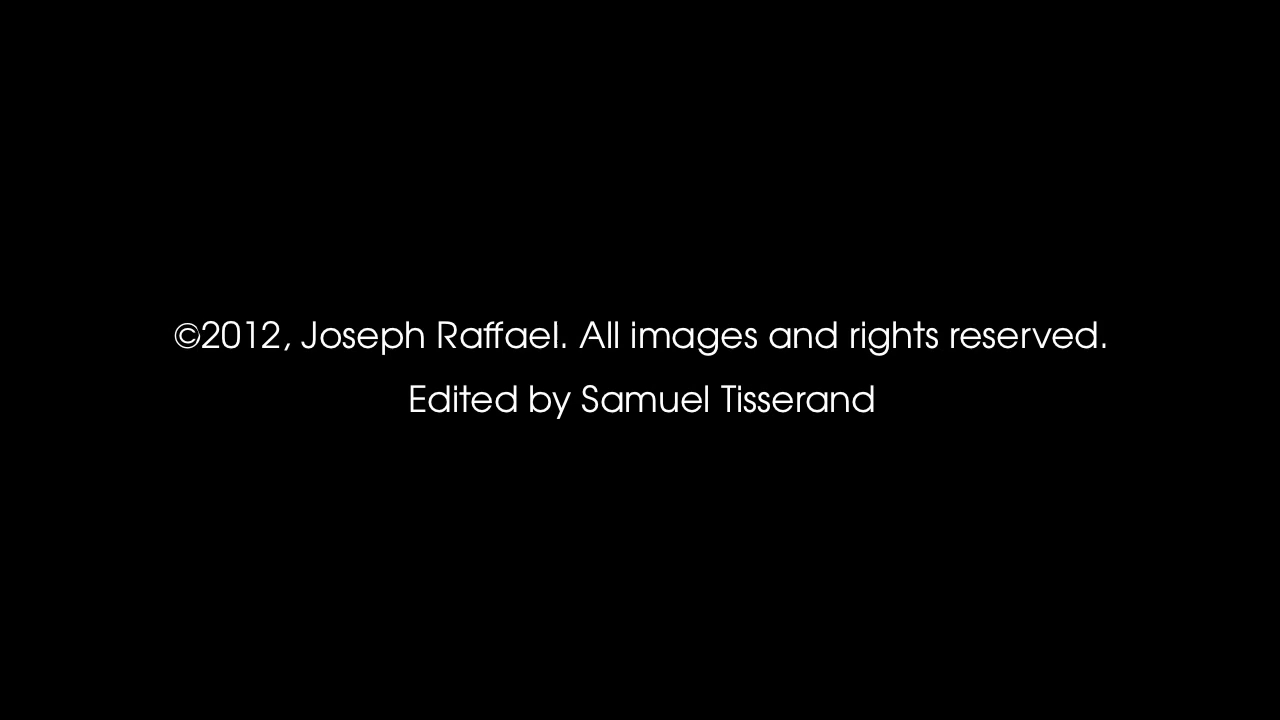 ©2012, Joseph Raffael. All images and rights reserved.
Edited by Samuel Tisserand